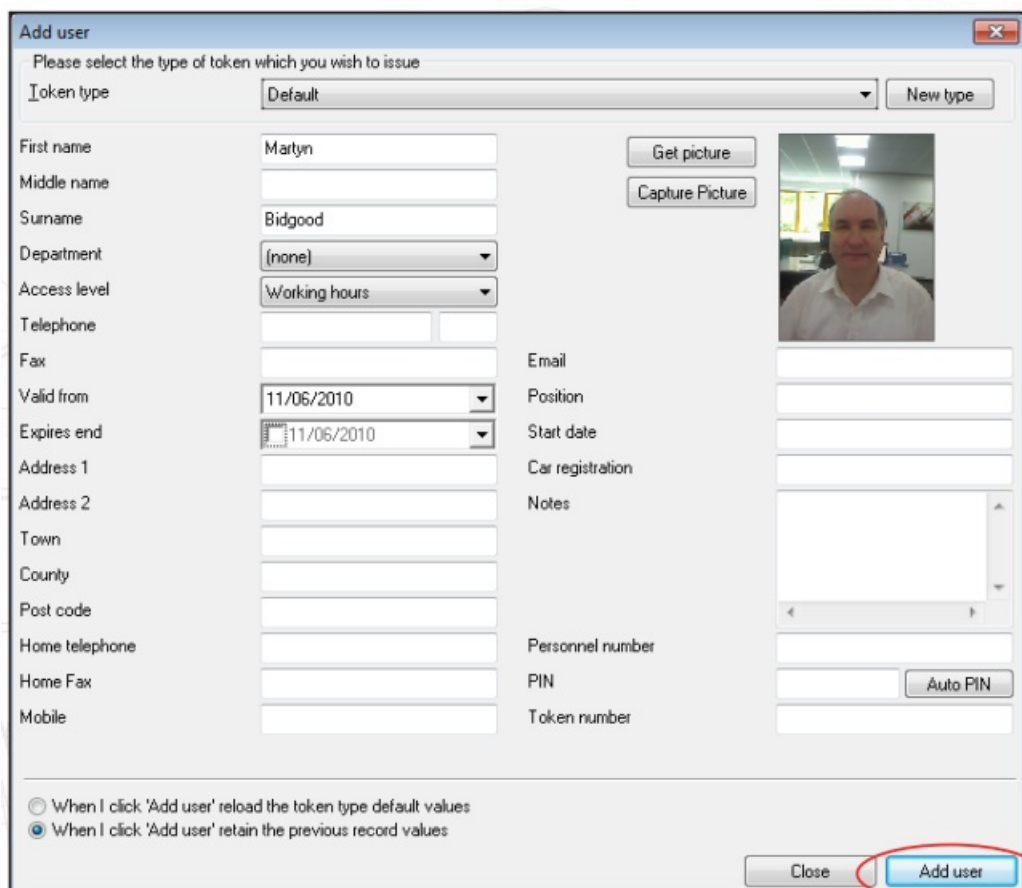 Add user
Please select the type of token which you wish to issue
Token type Default New type
First name Martyn Get picture
Middle name Capture Picture
Surname Bidgood
Department (none)
Access level Working hours
Telephone
Fax Email
Valid from 11/06/2010 Position
Expires end 11/06/2010 Start date
Address 1 Car registration
Address 2 Notes
Town
County
Post code
Home telephone Personnel number
Home Fax PIN Auto PIN
Mobile Token number
When I click 'Add user' reload the token type default values
When I click 'Add user' retain the previous record values
Close Add user